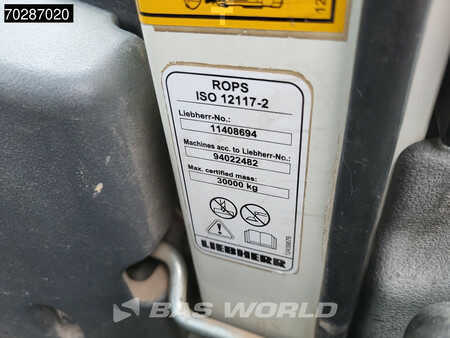 70287020
ROPS
ISO 12117-2
Liebherr-No.:
11408694
Machines acc. to Liebherr-No.:
94022482
Max. certified mass:
30000 kg
LIEBHERR
BAS WORLD